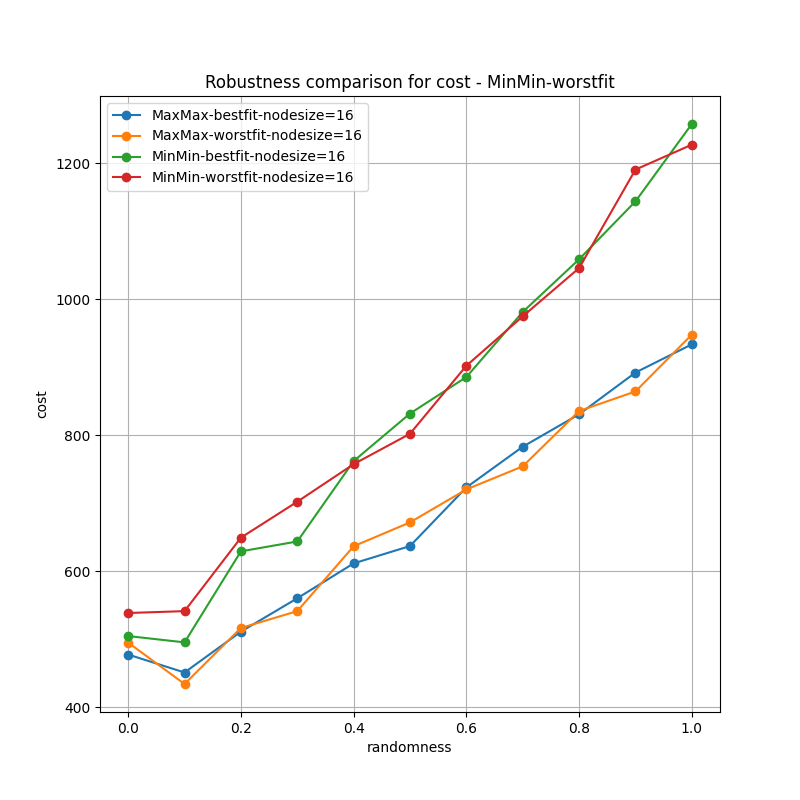 Robustness comparison for cost - MinMin-worstfit
MaxMax-bestfit-nodesize=16
MaxMax-worstfit-nodesize=16
MinMin-bestfit-nodesize=16
MinMin-worstfit-nodesize=16
1200
1000
800
600
400
cost
0.0 0.2 0.4 0.6 0.8 1.0
randomness